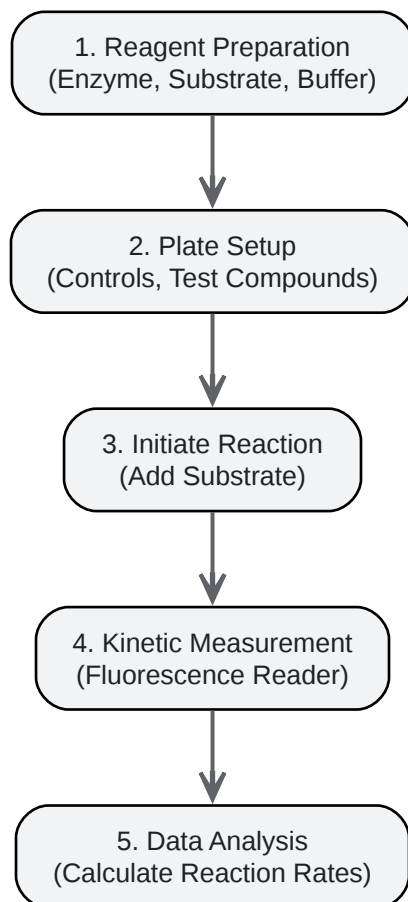 1. Reagent Preparation
(Enzyme, Substrate, Buffer)
2. Plate Setup
(Controls, Test Compounds)
3. Initiate Reaction
(Add Substrate)
4. Kinetic Measurement
(Fluorescence Reader)
5. Data Analysis
(Calculate Reaction Rates)